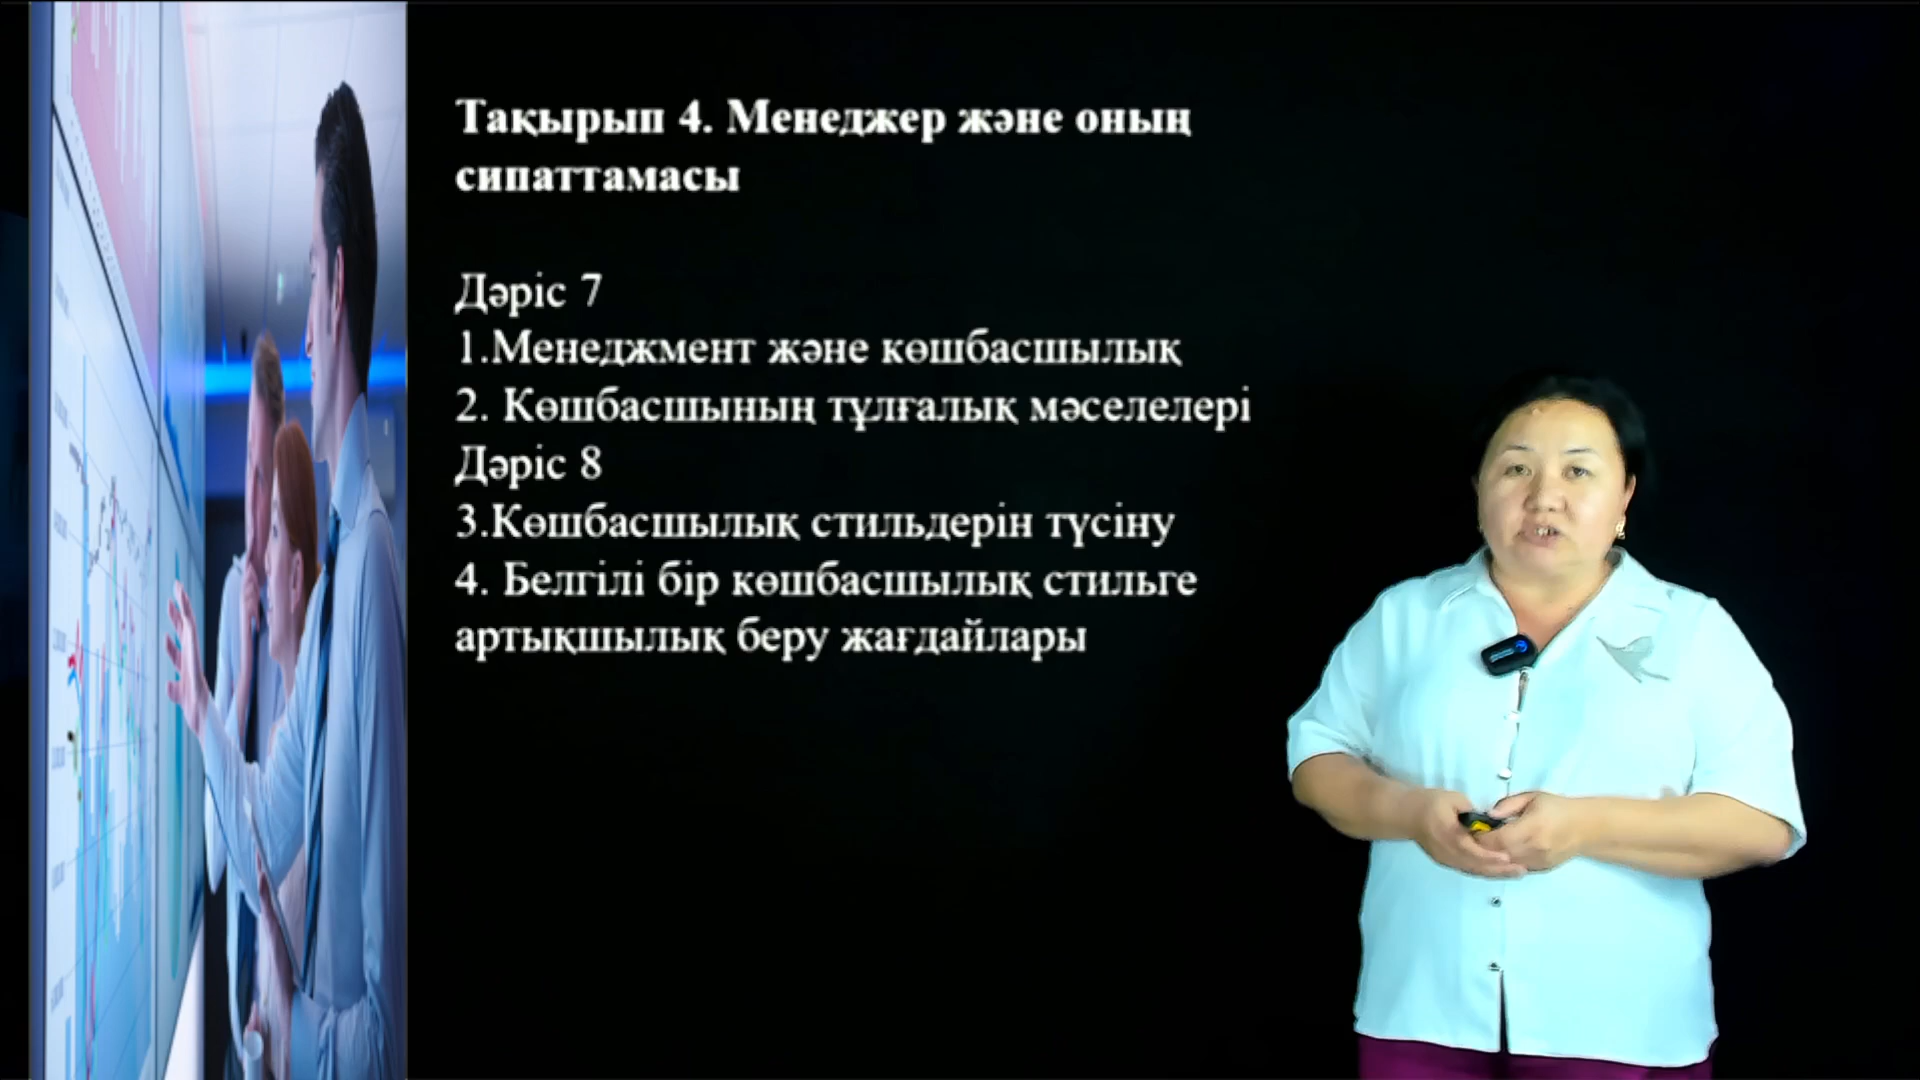 Тақырып 4. Менеджер және оның
сипаттамасы
Дәріс 7
1.Менеджмент және көшбасшылық
2. Көшбасшының тұлғалық мәселелері
Дәріс 8
3.Көшбасшылық стильдерін түсіну
4. Белгілі бір көшбасшылық стильге
артықшылық беру жағдайлары